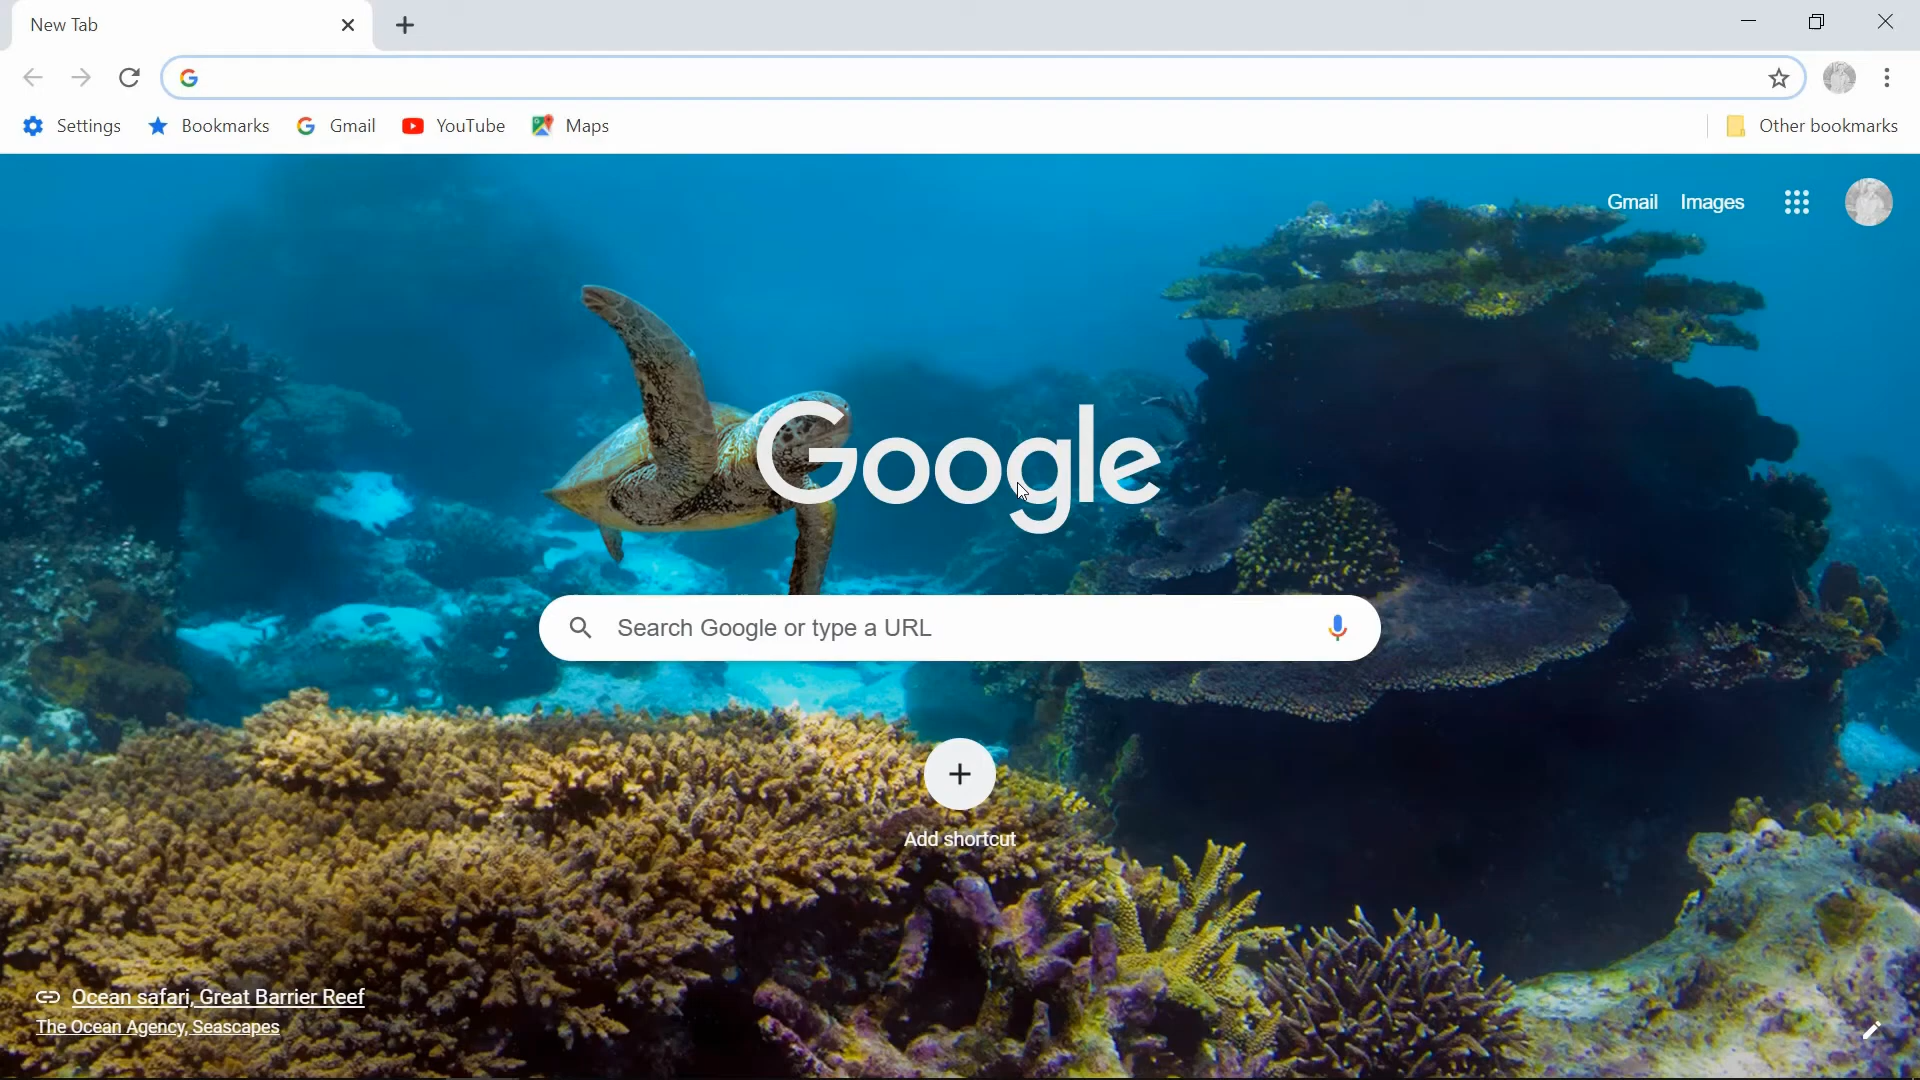 New Tab
Settings Bookmarks Gmail YouTube Maps Other bookmarks
Gmail Images
Google
Search Google or type a URL
Add shortcut
Ocean safari, Great Barrier Reef
The Ocean Agency, Seascapes